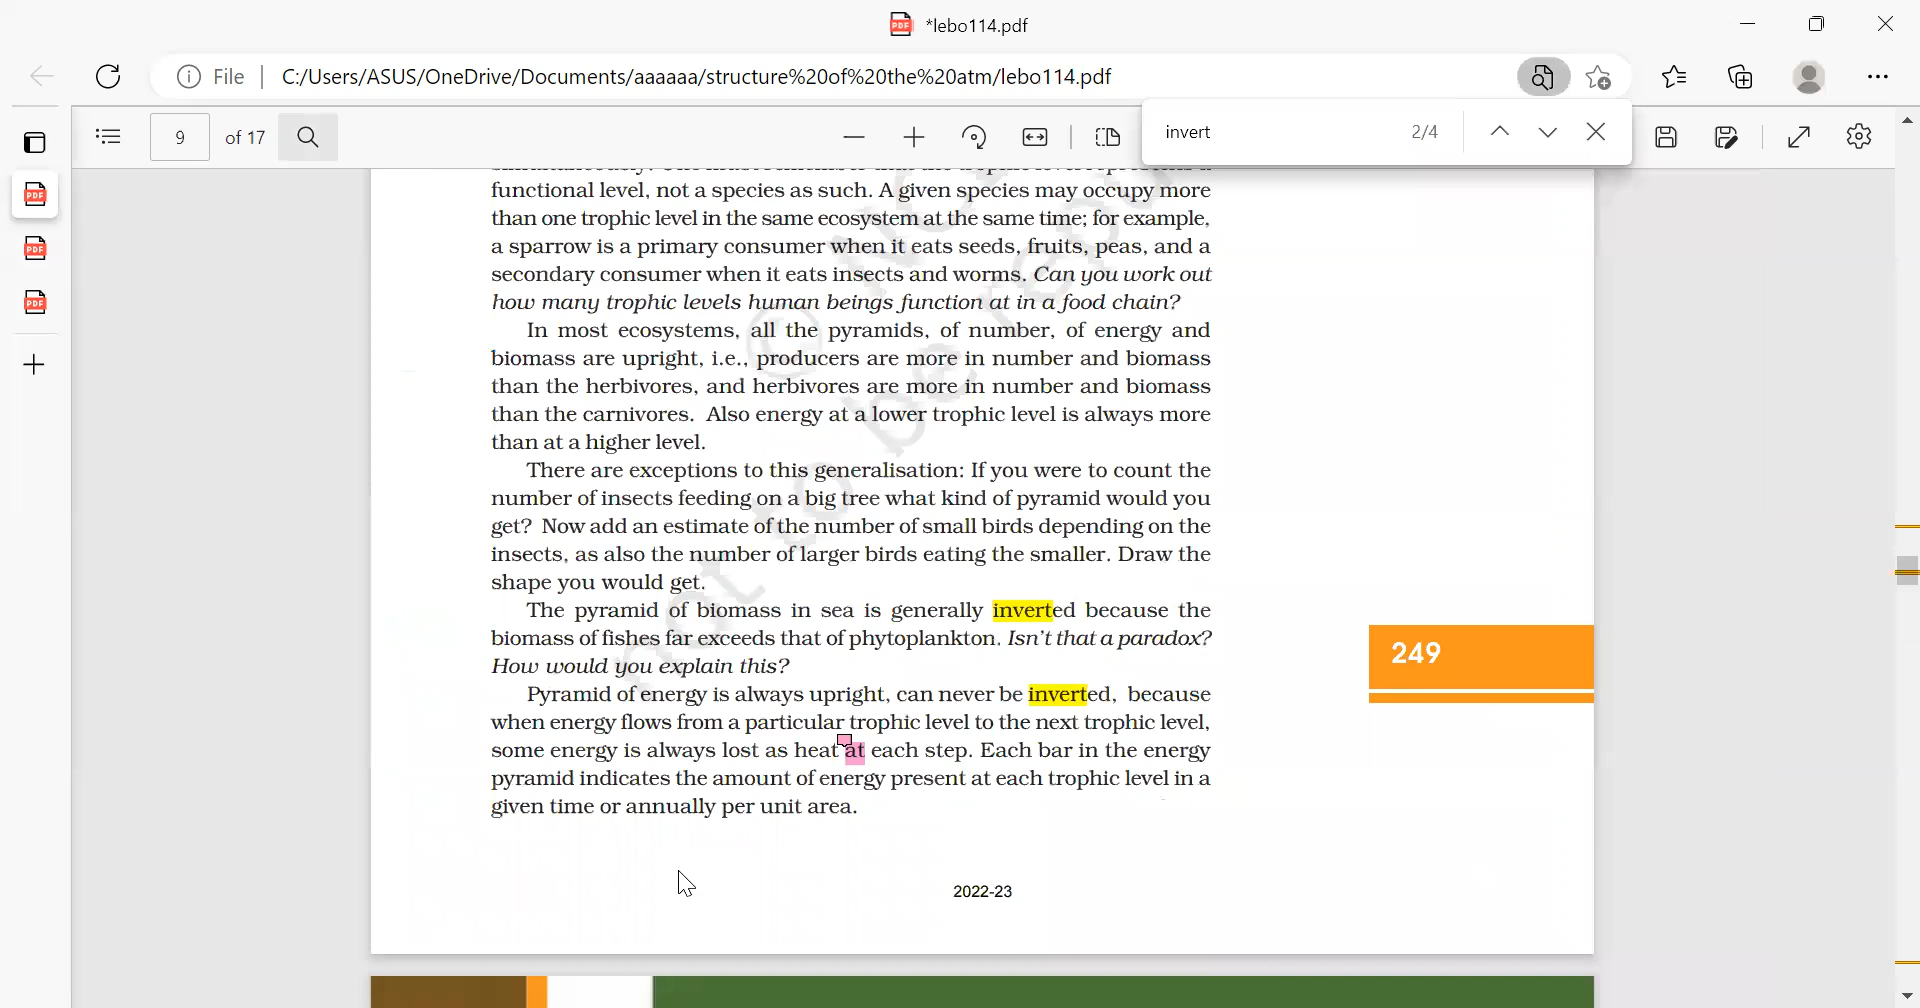 *lebo114.pdf
File
C:/Users/ASUS/OneDrive/Documents/aaaaaa/structure%20of%20the%20atm/lebo114.pdf
9 of 17
invert 2/4
functional level, not a species as such. A given species may occupy more
than one trophic level in the same ecosystem at the same time; for example,
a sparrow is a primary consumer when it eats seeds, fruits, peas, and a
secondary consumer when it eats insects and worms. Can you work out
how many trophic levels human beings function at in a food chain?
In most ecosystems, all the pyramids, of number, of energy and
biomass are upright, i.e., producers are more in number and biomass
than the herbivores, and herbivores are more in number and biomass
than the carnivores. Also energy at a lower trophic level is always more
than at a higher level.
There are exceptions to this generalisation: If you were to count the
number of insects feeding on a big tree what kind of pyramid would you
get? Now add an estimate of the number of small birds depending on the
insects, as also the number of larger birds eating the smaller. Draw the
shape you would get.
The pyramid of biomass in sea is generally inverted because the
biomass of fishes far exceeds that of phytoplankton. Isn't that a paradox?
How would you explain this?
Pyramid of energy is always upright, can never be inverted, because
when energy flows from a particular trophic level to the next trophic level,
some energy is always lost as heat at each step. Each bar in the energy
pyramid indicates the amount of energy present at each trophic level in a
given time or annually per unit area.
249
2022-23
not to be